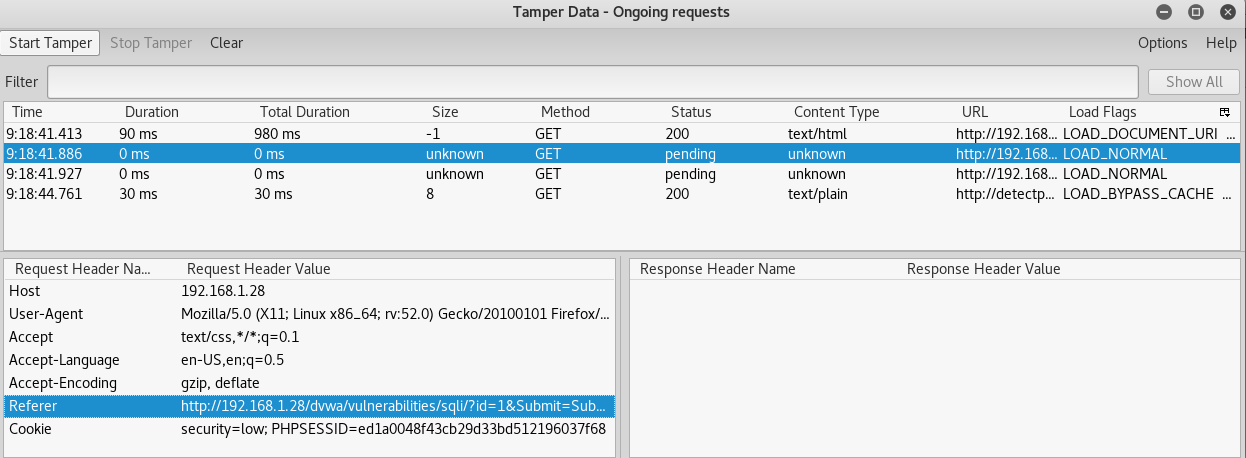 Tamper Data - Ongoing requests
Start Tamper Stop Tamper Clear Options Help
Filter Show All
Time Duration Total Duration Size Method Status Content Type URL Load Flags
9:18:41.413 90 ms 980 ms -1 GET 200 text/html http://192.168... LOAD_DOCUMENT_URI ...
9:18:41.886 0 ms 0 ms unknown GET pending unknown http://192.168... LOAD_NORMAL
9:18:41.927 0 ms 0 ms unknown GET pending unknown http://192.168... LOAD_NORMAL
9:18:44.761 30 ms 30 ms 8 GET 200 text/plain http://detectp... LOAD_BYPASS_CACHE ...
Request Header Na... Request Header Value Response Header Name Response Header Value
Host 192.168.1.28
User-Agent Mozilla/5.0 (X11; Linux x86_64; rv:52.0) Gecko/20100101 Firefox/...
Accept text/css,*/*;q=0.1
Accept-Language en-US,en;q=0.5
Accept-Encoding gzip, deflate
Referer http://192.168.1.28/dvwa/vulnerabilities/sqli/?id=1&Submit=Sub...
Cookie security=low; PHPSESSID=ed1a0048f43cb29d33bd512196037f68